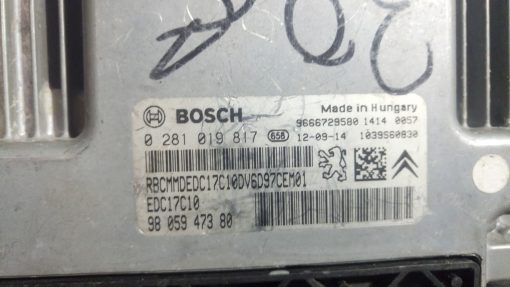 BOSCH
Made in Hungary
9666729580 1414 0057
0 281 019 817 658 12-09-14 1039S60830
RBCMMDEDC17C10DV6D97CEM01
EDC17C10
98 059 473 80